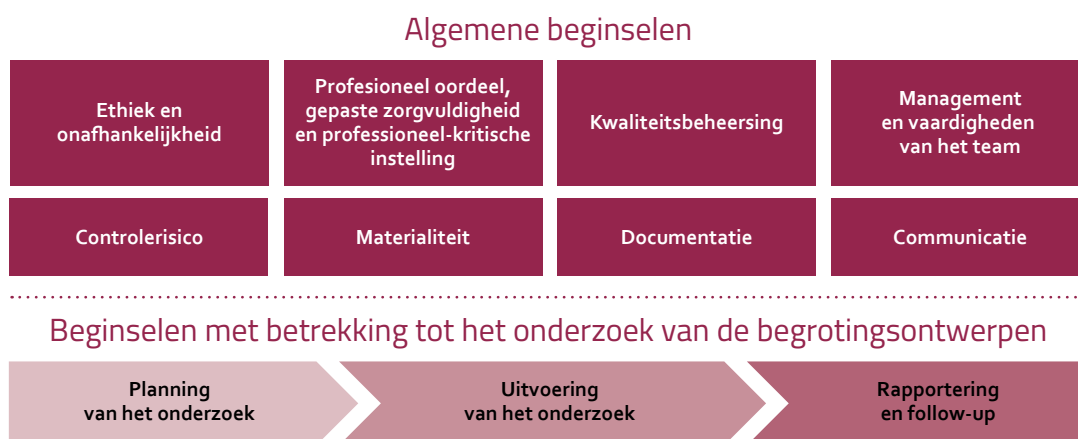 Algemene beginselen
Ethiek en
onafhankelijkheid
Profesioneel oordeel,
gepaste zorgvuldigheid
en professioneel-kritische
instelling
Kwaliteitsbeheersing
Management
en vaardigheden
van het team
Controlerisico
Materialiteit
Documentatie
Communicatie
Beginselen met betrekking tot het onderzoek van de begrotingsontwerpen
Planning
van het onderzoek
Uitvoering
van het onderzoek
Rapportering
en follow-up